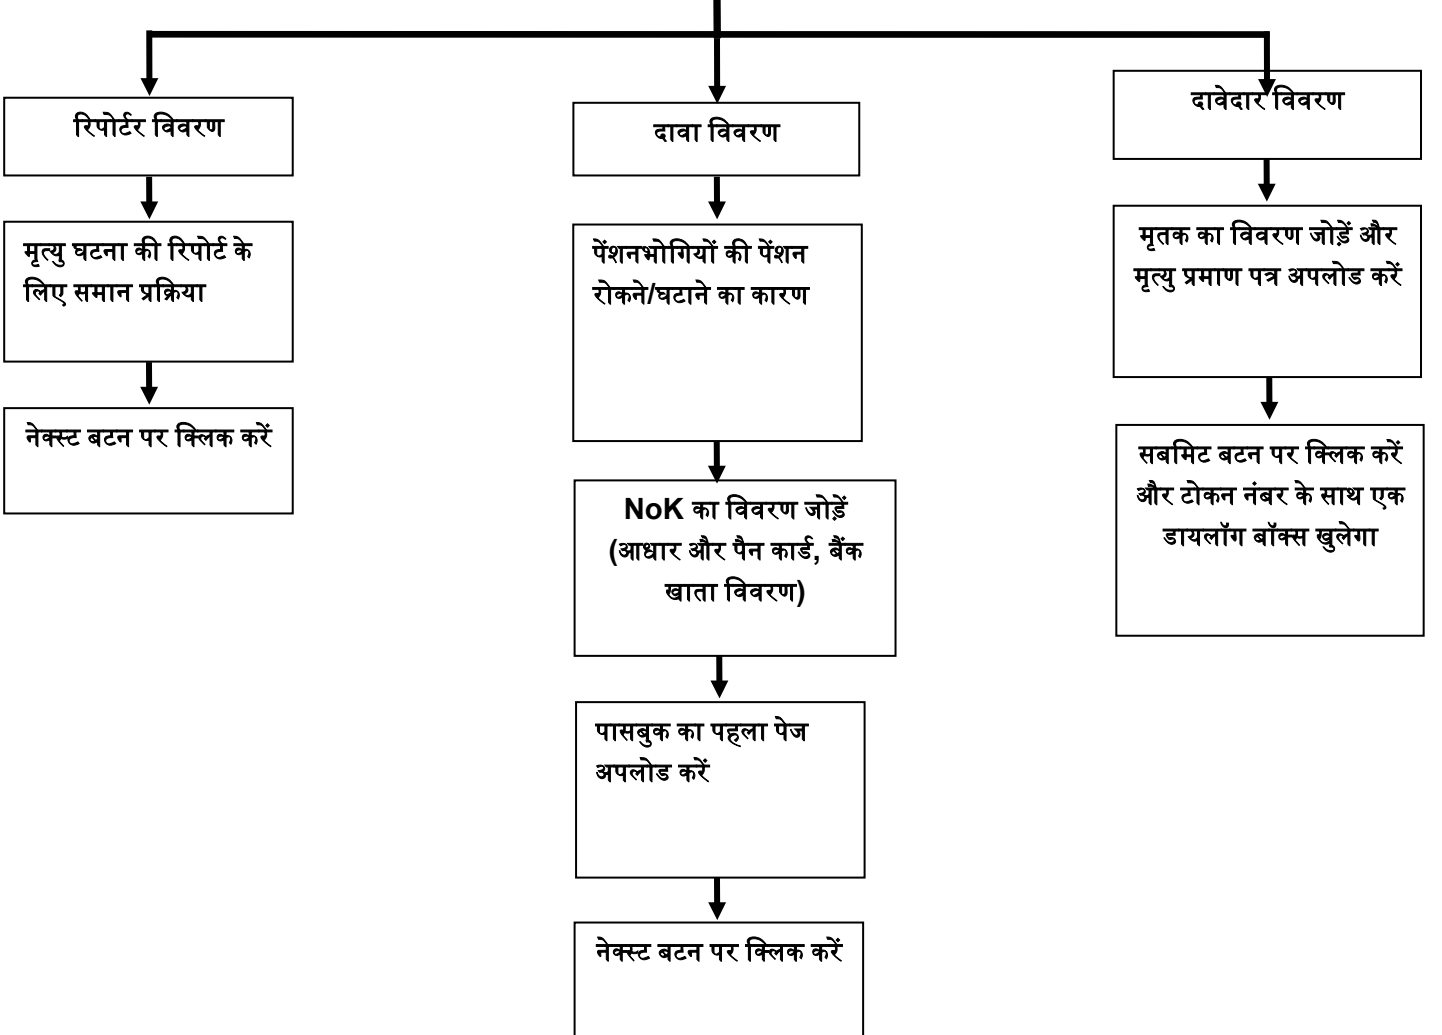 रिपोर्टर विवरण
मृत्यु घटना की रिपोर्ट के
लिए समान प्रक्रिया
नेक्स्ट बटन पर क्लिक करें
दावा विवरण
पेंशनभोगियों की पेंशन
रोकने/घटाने का कारण
NoK का विवरण जोड़ें
(आधार और पैन कार्ड, बैंक
खाता विवरण)
पासबुक का पहला पेज
अपलोड करें
नेक्स्ट बटन पर क्लिक करें
दावेदार विवरण
मृतक का विवरण जोड़ें और
मृत्यु प्रमाण पत्र अपलोड करें
सबमिट बटन पर क्लिक करें
और टोकन नंबर के साथ एक
डायलॉग बॉक्स खुलेगा